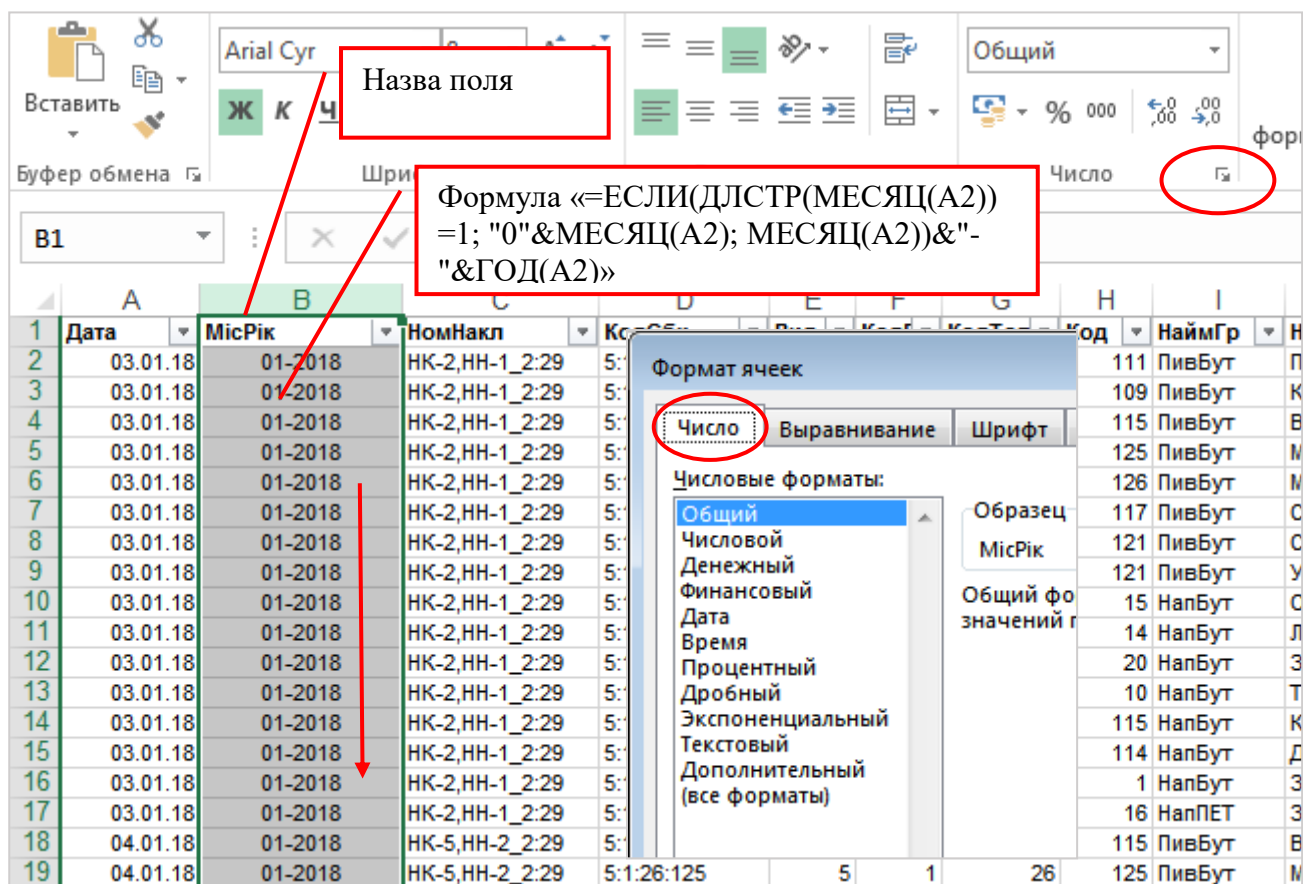 Arial Cyr
Общий
Назва поля
Вставить
Ж К Ч
% 000
Буфер обмена
Число
Формула «=ЕСЛИ(ДЛСТР(МЕСЯЦ(A2))
=1; "0"&МЕСЯЦ(A2); МЕСЯЦ(A2))&"-
"&ГОД(A2)»
B1
A B C D E F G H I
1 Дата МісРік НомНакл Код НаймГр
2 03.01.18 01-2018 НК-2,НН-1_2:29 111 ПивБут
3 03.01.18 01-2018 НК-2,НН-1_2:29 109 ПивБут
4 03.01.18 01-2018 НК-2,НН-1_2:29 115 ПивБут
5 03.01.18 01-2018 НК-2,НН-1_2:29 125 ПивБут
6 03.01.18 01-2018 НК-2,НН-1_2:29 126 ПивБут
7 03.01.18 01-2018 НК-2,НН-1_2:29 117 ПивБут
8 03.01.18 01-2018 НК-2,НН-1_2:29 121 ПивБут
9 03.01.18 01-2018 НК-2,НН-1_2:29 121 ПивБут
10 03.01.18 01-2018 НК-2,НН-1_2:29 15 НапБут
11 03.01.18 01-2018 НК-2,НН-1_2:29 14 НапБут
12 03.01.18 01-2018 НК-2,НН-1_2:29 20 НапБут
13 03.01.18 01-2018 НК-2,НН-1_2:29 10 НапБут
14 03.01.18 01-2018 НК-2,НН-1_2:29 115 НапБут
15 03.01.18 01-2018 НК-2,НН-1_2:29 114 НапБут
16 03.01.18 01-2018 НК-2,НН-1_2:29 1 НапБут
17 03.01.18 01-2018 НК-2,НН-1_2:29 16 НапПЕТ
18 04.01.18 01-2018 НК-5,НН-2_2:29 115 ПивБут
19 04.01.18 01-2018 НК-5,НН-2_2:29 5:1:26:125 5 1 26 125 ПивБут
Формат ячеек
Число Выравнивание Шрифт
Числовые форматы:
Общий
Числовой
Денежный
Финансовый
Дата
Время
Процентный
Дробный
Экспоненциальный
Текстовый
Дополнительный
(все форматы)
Образец
МісРік
Общий
значений